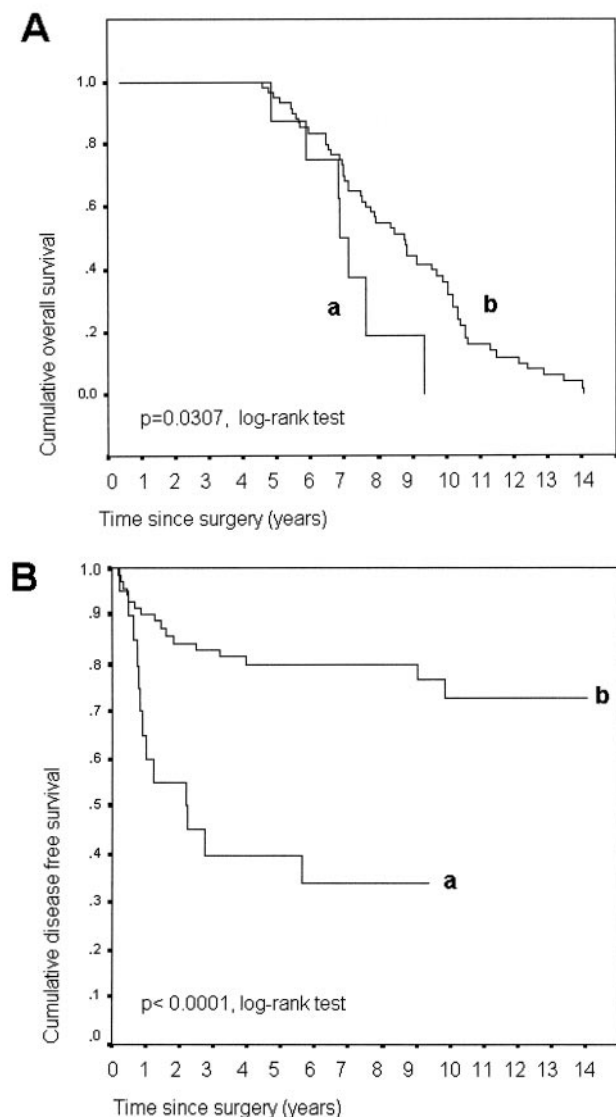 A
1.0
.8
.6
.4
.2
0.0
Cumulative overall survival
a
b
p=0.0307, log-rank test
0 1 2 3 4 5 6 7 8 9 10 11 12 13 14
Time since surgery (years)
B
1.0
.9
.8
.7
.6
.5
.4
.3
.2
.1
.0
Cumulative disease free survival
b
a
p< 0.0001, log-rank test
0 1 2 3 4 5 6 7 8 9 10 11 12 13 14
Time since surgery (years)